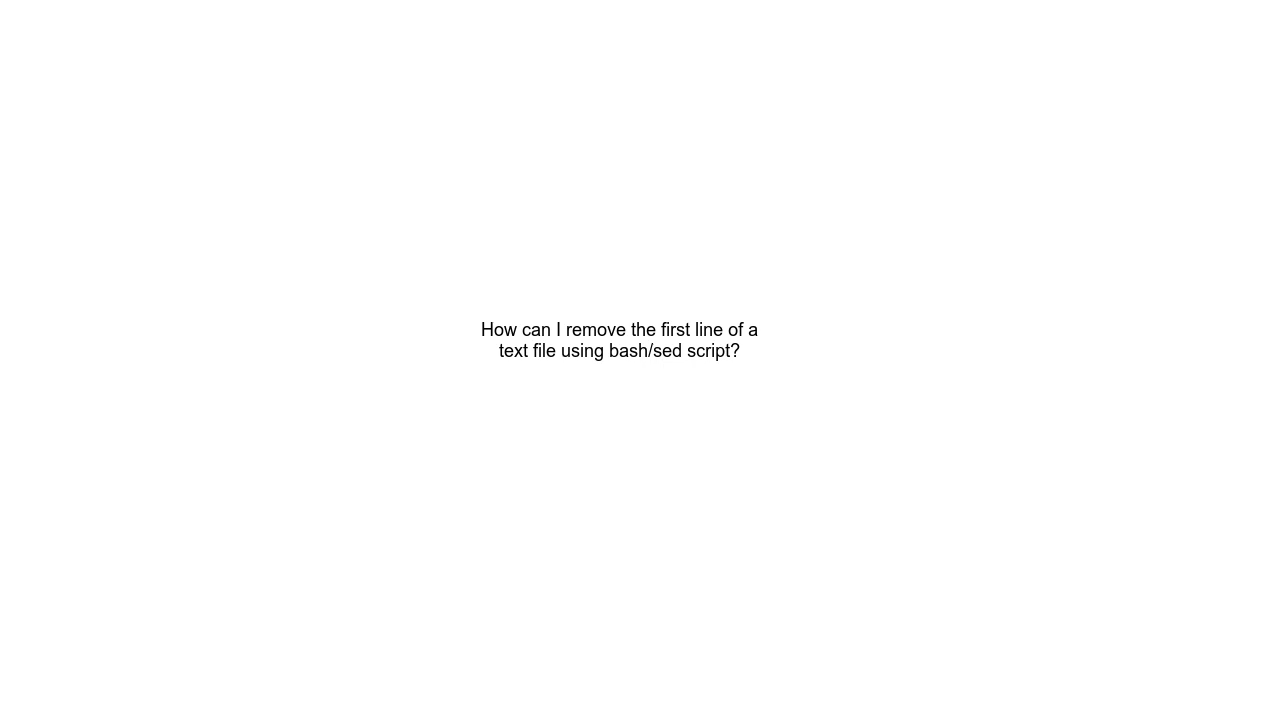 How can I remove the first line of a
text file using bash/sed script?